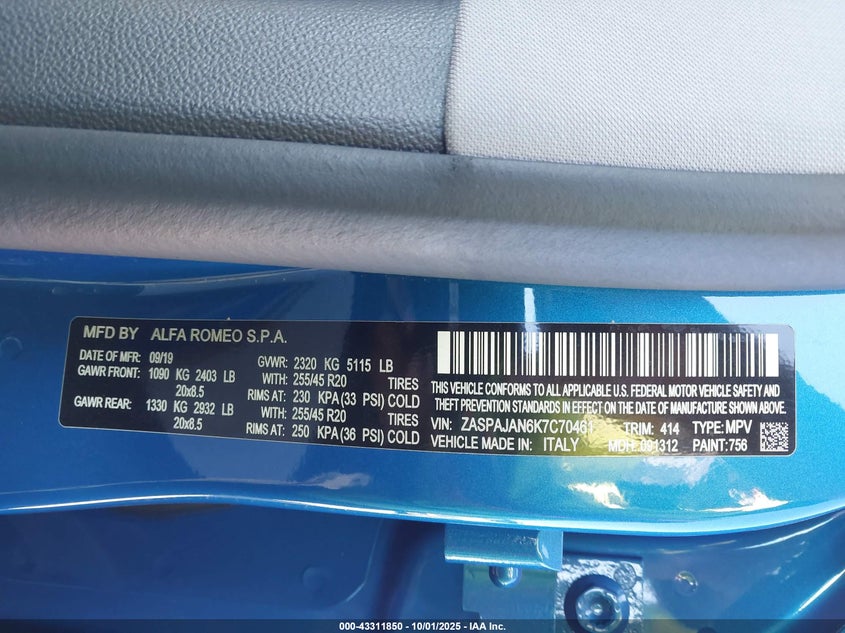 MFD BY ALFA ROMEO S.P.A.
DATE OF MFR: 09/19 GVWR: 2320 KG 5115 LB
GAWR FRONT: 1090 KG 2403 LB WITH: 255/45 R20 TIRES
20x8.5 RIMS AT: 230 KPA (33 PSI) COLD
GAWR REAR: 1330 KG 2932 LB WITH: 255/45 R20 TIRES
20x8.5 RIMS AT: 250 KPA (36 PSI) COLD
THIS VEHICLE CONFORMS TO ALL APPLICABLE U.S. FEDERAL MOTOR VEHICLE SAFETY AND
THEFT PREVENTION STANDARDS IN EFFECT ON THE DATE OF MANUFACTURE SHOWN ABOVE.
VIN: ZASPAJAN6K7C70461 TRIM: 414 TYPE: MPV
VEHICLE MADE IN: ITALY MDH: 091312 PAINT: 756
000-43311850 - 10/01/2025 - IAA Inc.